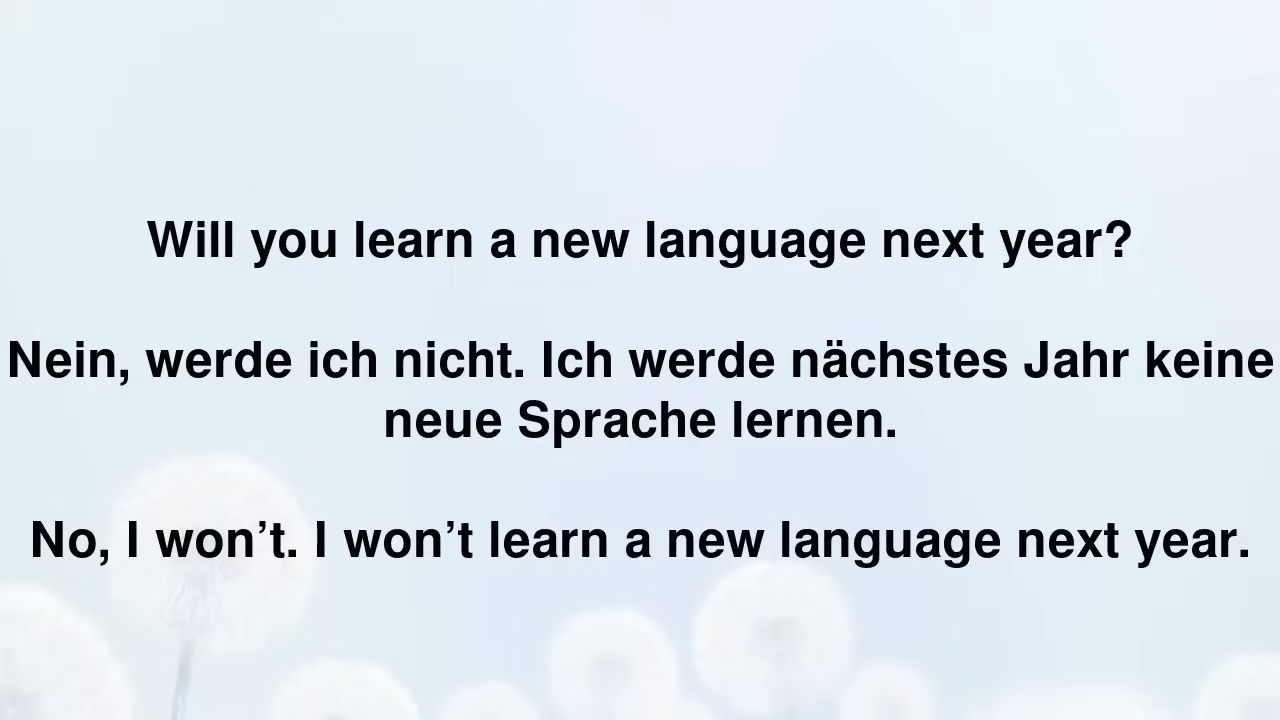 Will you learn a new language next year?
Nein, werde ich nicht. Ich werde nächstes Jahr keine
neue Sprache lernen.
No, I won’t. I won’t learn a new language next year.